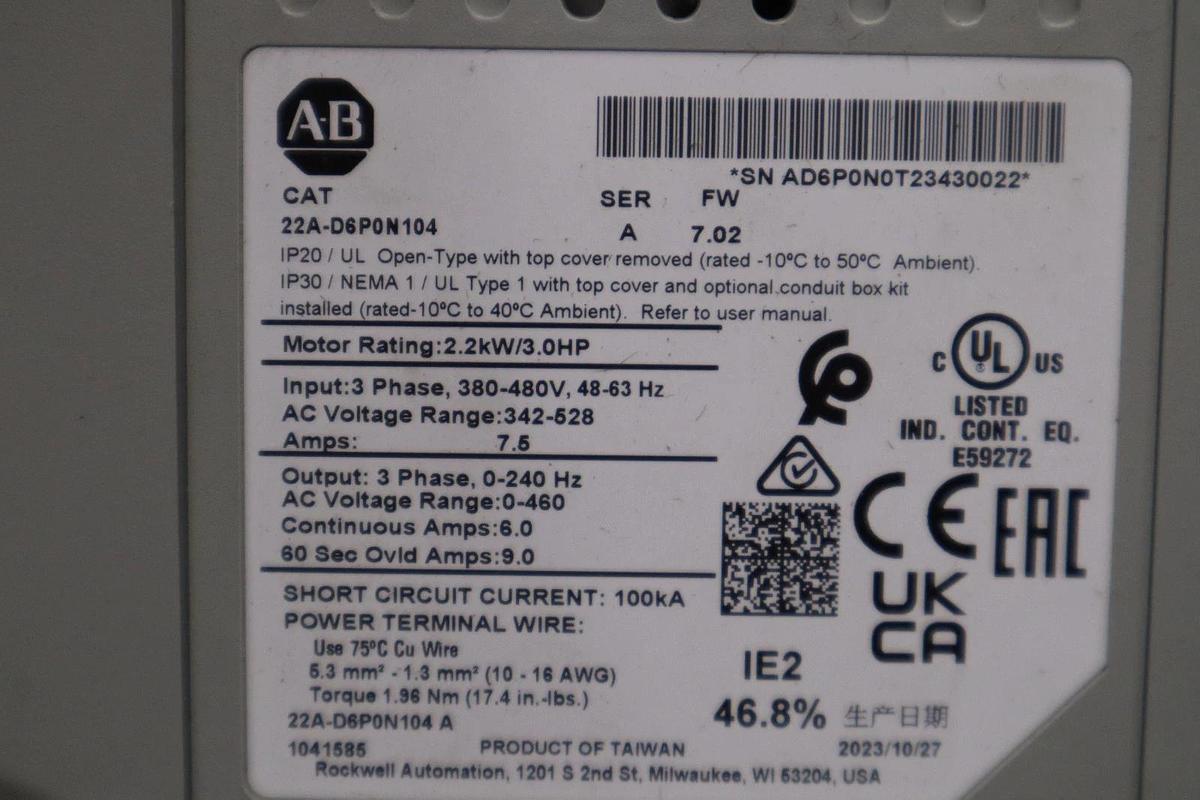 A-B
*SN AD6P0N0T23430022*
CAT SER FW
22A-D6P0N104 A 7.02
IP20 / UL Open-Type with top cover removed (rated -10ºC to 50ºC Ambient).
IP30 / NEMA 1 / UL Type 1 with top cover and optional conduit box kit
installed (rated-10ºC to 40ºC Ambient). Refer to user manual.
Motor Rating:2.2kW/3.0HP
Input:3 Phase, 380-480V, 48-63 Hz
AC Voltage Range:342-528
Amps: 7.5
Output: 3 Phase, 0-240 Hz
AC Voltage Range:0-460
Continuous Amps:6.0
60 Sec Ovld Amps:9.0
SHORT CIRCUIT CURRENT: 100kA
POWER TERMINAL WIRE:
Use 75ºC Cu Wire
5.3 mm² - 1.3 mm² (10 - 16 AWG)
Torque 1.96 Nm (17.4 in.-lbs.)
22A-D6P0N104 A
1041585 PRODUCT OF TAIWAN
Rockwell Automation, 1201 S 2nd St, Milwaukee, WI 53204, USA
C UL ® US
LISTED
IND. CONT. EQ.
E59272
CE EAC
UK
CA
IE2
46.8% 生产日期
2023/10/27